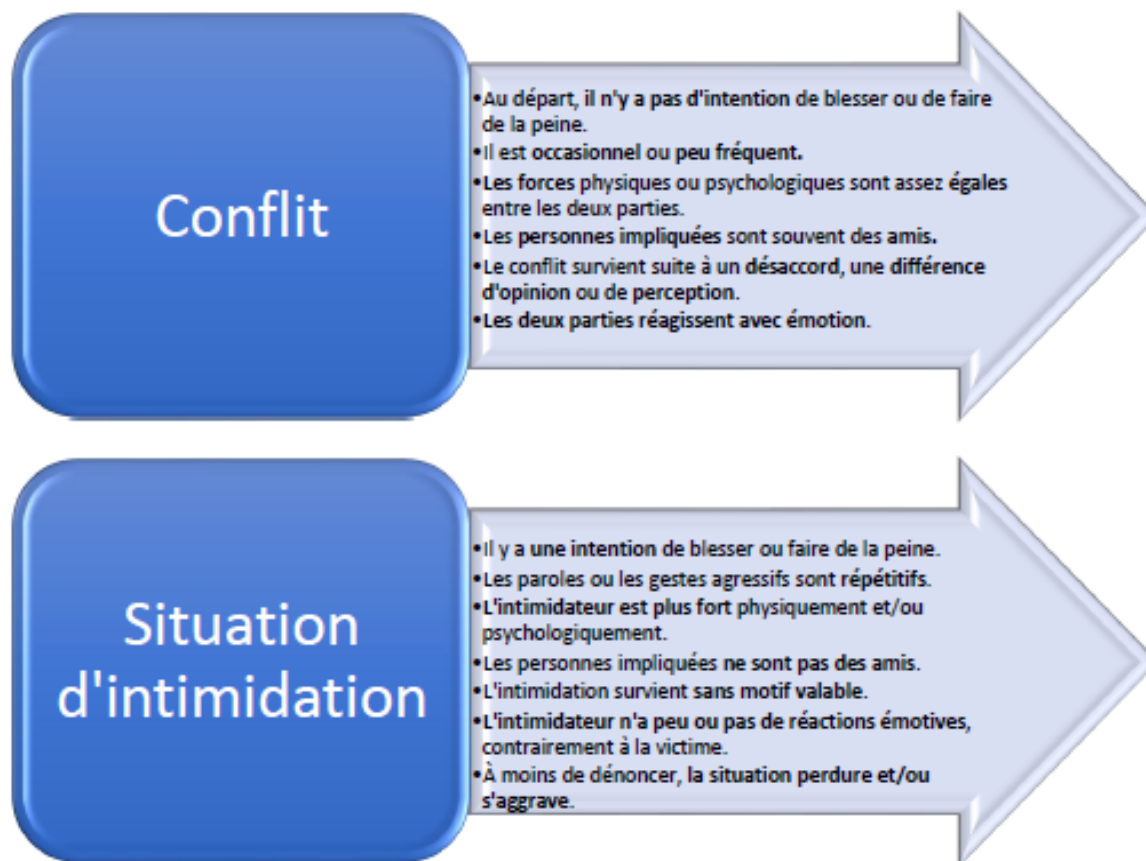 Conflit
•Au départ, il n'y a pas d'intention de blesser ou de faire
de la peine.
•Il est occasionnel ou peu fréquent.
•Les forces physiques ou psychologiques sont assez égales
entre les deux parties.
•Les personnes impliquées sont souvent des amis.
•Le conflit survient suite à un désaccord, une différence
d'opinion ou de perception.
•Les deux parties réagissent avec émotion.
Situation
d'intimidation
•Il y a une intention de blesser ou faire de la peine.
•Les paroles ou les gestes agressifs sont répétitifs.
•L'intimidateur est plus fort physiquement et/ou
psychologiquement.
•Les personnes impliquées ne sont pas des amis.
•L'intimidation survient sans motif valable.
•L'intimidateur n'a peu ou pas de réactions émotives,
contrairement à la victime.
•À moins de dénoncer, la situation perdure et/ou
s'aggrave.